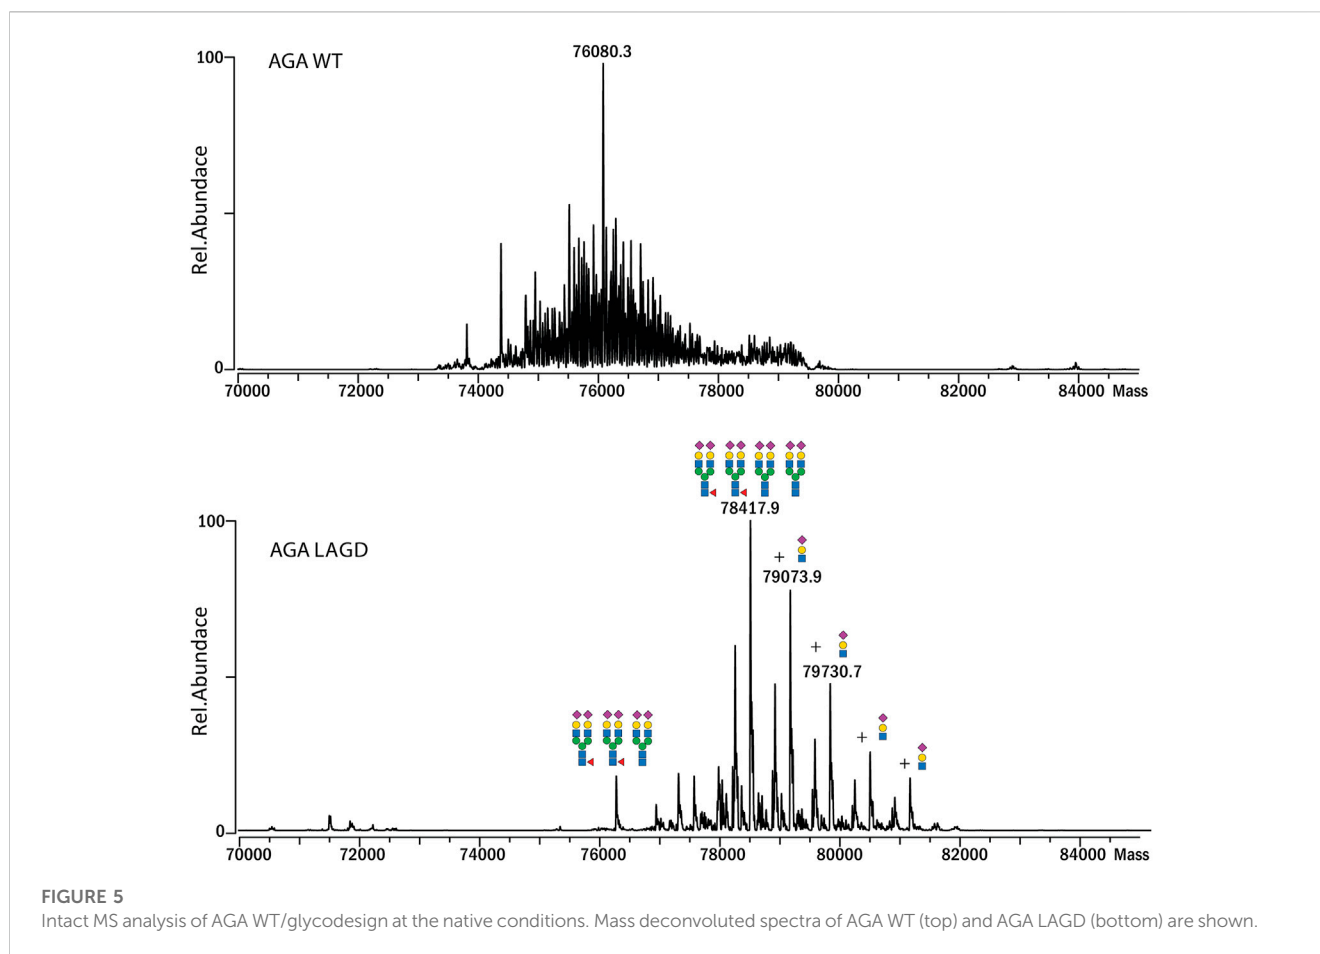 76080.3
100
AGA WT
Rel.Abundace
0
70000 72000 74000 76000 78000 80000 82000 84000 Mass
78417.9
100
AGA LAGD
+
79073.9
+
79730.7
+
+
Rel.Abundace
0
70000 72000 74000 76000 78000 80000 82000 84000 Mass
FIGURE 5
Intact MS analysis of AGA WT/glycodesign at the native conditions. Mass deconvoluted spectra of AGA WT (top) and AGA LAGD (bottom) are shown.